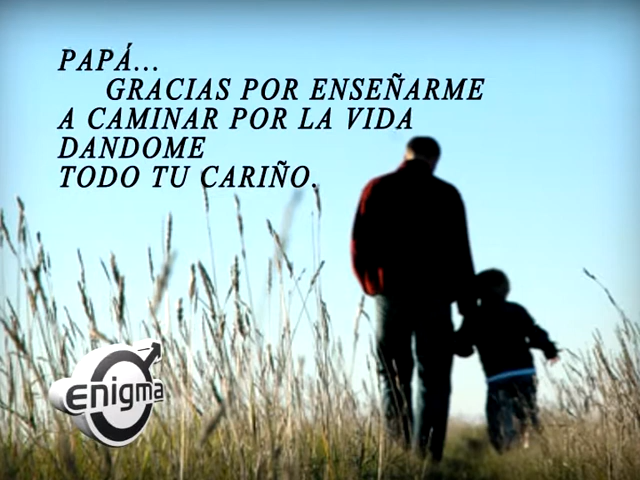 PAPÁ...
GRACIAS POR ENSEÑARME
A CAMINAR POR LA VIDA
DANDOME
TODO TU CARIÑO.
enigma